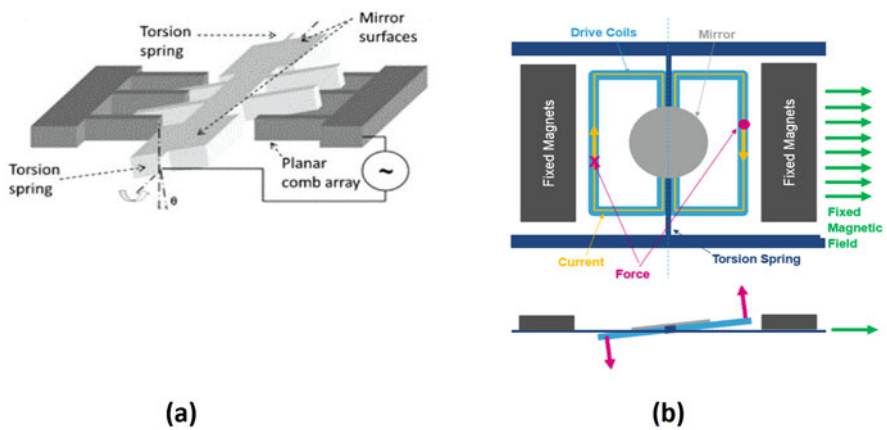 Torsion
spring
Mirror
surfaces
Torsion
spring
Planar
comb array
~
θ
(a)
Drive Coils
Mirror
Fixed Magnets
Fixed Magnets
Fixed
Magnetic
Field
Current
Force
Torsion Spring
(b)